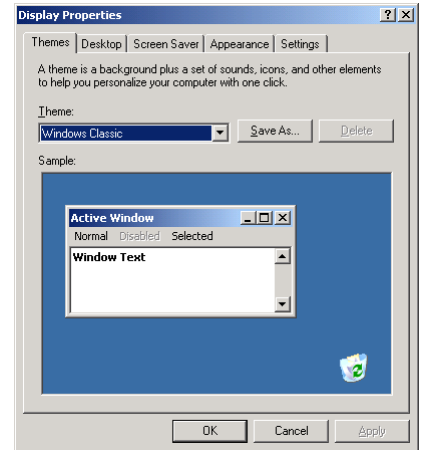 Display Properties
Themes Desktop Screen Saver Appearance Settings
A theme is a background plus a set of sounds, icons, and other elements
to help you personalize your computer with one click.
Theme:
Windows Classic Save As... Delete
Sample:
Active Window
Normal Disabled Selected
Window Text
OK Cancel Apply